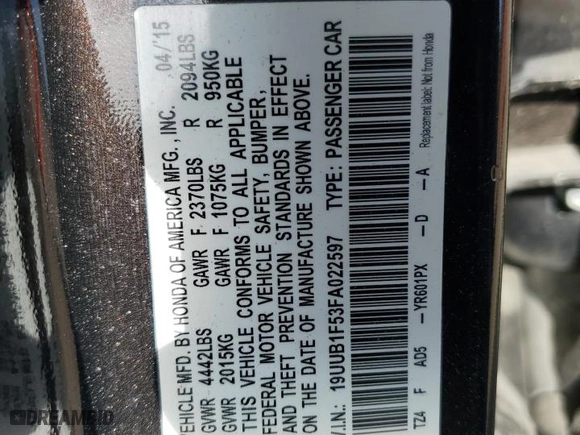 VEHICLE MFD. BY HONDA OF AMERICA MFG., INC. 04/15
GVWR 4442LBS GAWR F 2370LBS R 2094LBS
GVWR 2015KG GAWR F 1075KG R 950KG
THIS VEHICLE CONFORMS TO ALL APPLICABLE
FEDERAL MOTOR VEHICLE SAFETY, BUMPER,
AND THEFT PREVENTION STANDARDS IN EFFECT
ON THE DATE OF MANUFACTURE SHOWN ABOVE.
V.I.N.: 19UUB1F53FA022597 TYPE: PASSENGER CAR
TZ4 F AD5 -YR601PX -D -A Replacement label: Not from Honda
DREAMBID